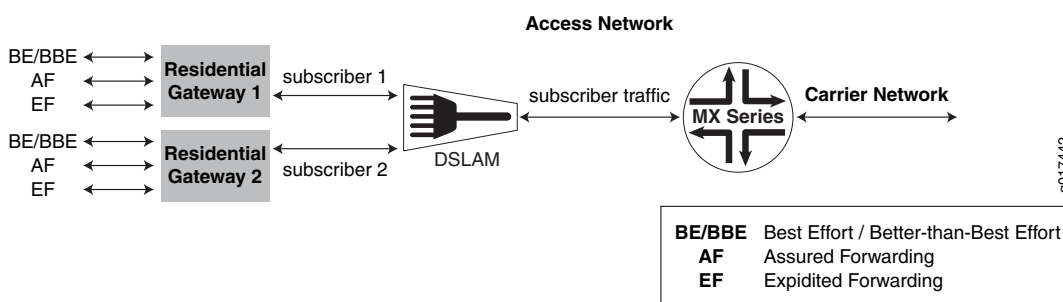 Access Network
BE/BBE
AF
EF
Residential
Gateway 1
subscriber 1
BE/BBE
AF
EF
Residential
Gateway 2
subscriber 2
DSLAM
subscriber traffic
MX Series
Carrier Network
g017443
BE/BBE Best Effort / Better-than-Best Effort
AF Assured Forwarding
EF Expidited Forwarding